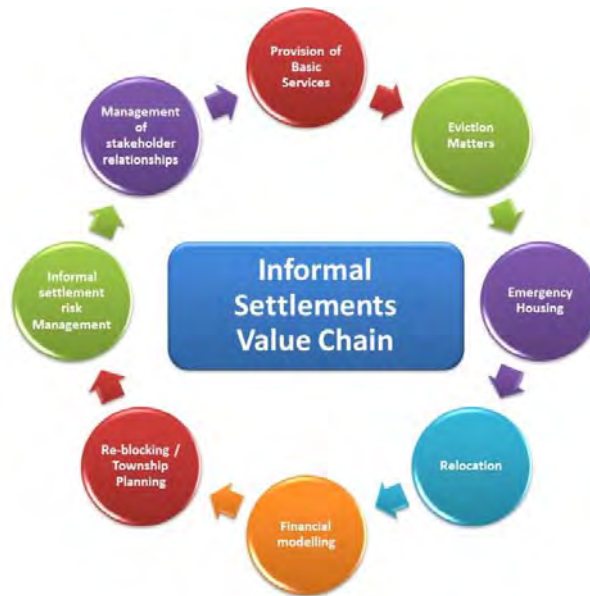 Provision of
Basic
Services
Eviction
Matters
Emergency
Housing
Relocation
Financial
modelling
Re-blocking /
Township
Planning
Informal
settlement
risk
Management
Management
of
stakeholder
relationships
Informal
Settlements
Value Chain